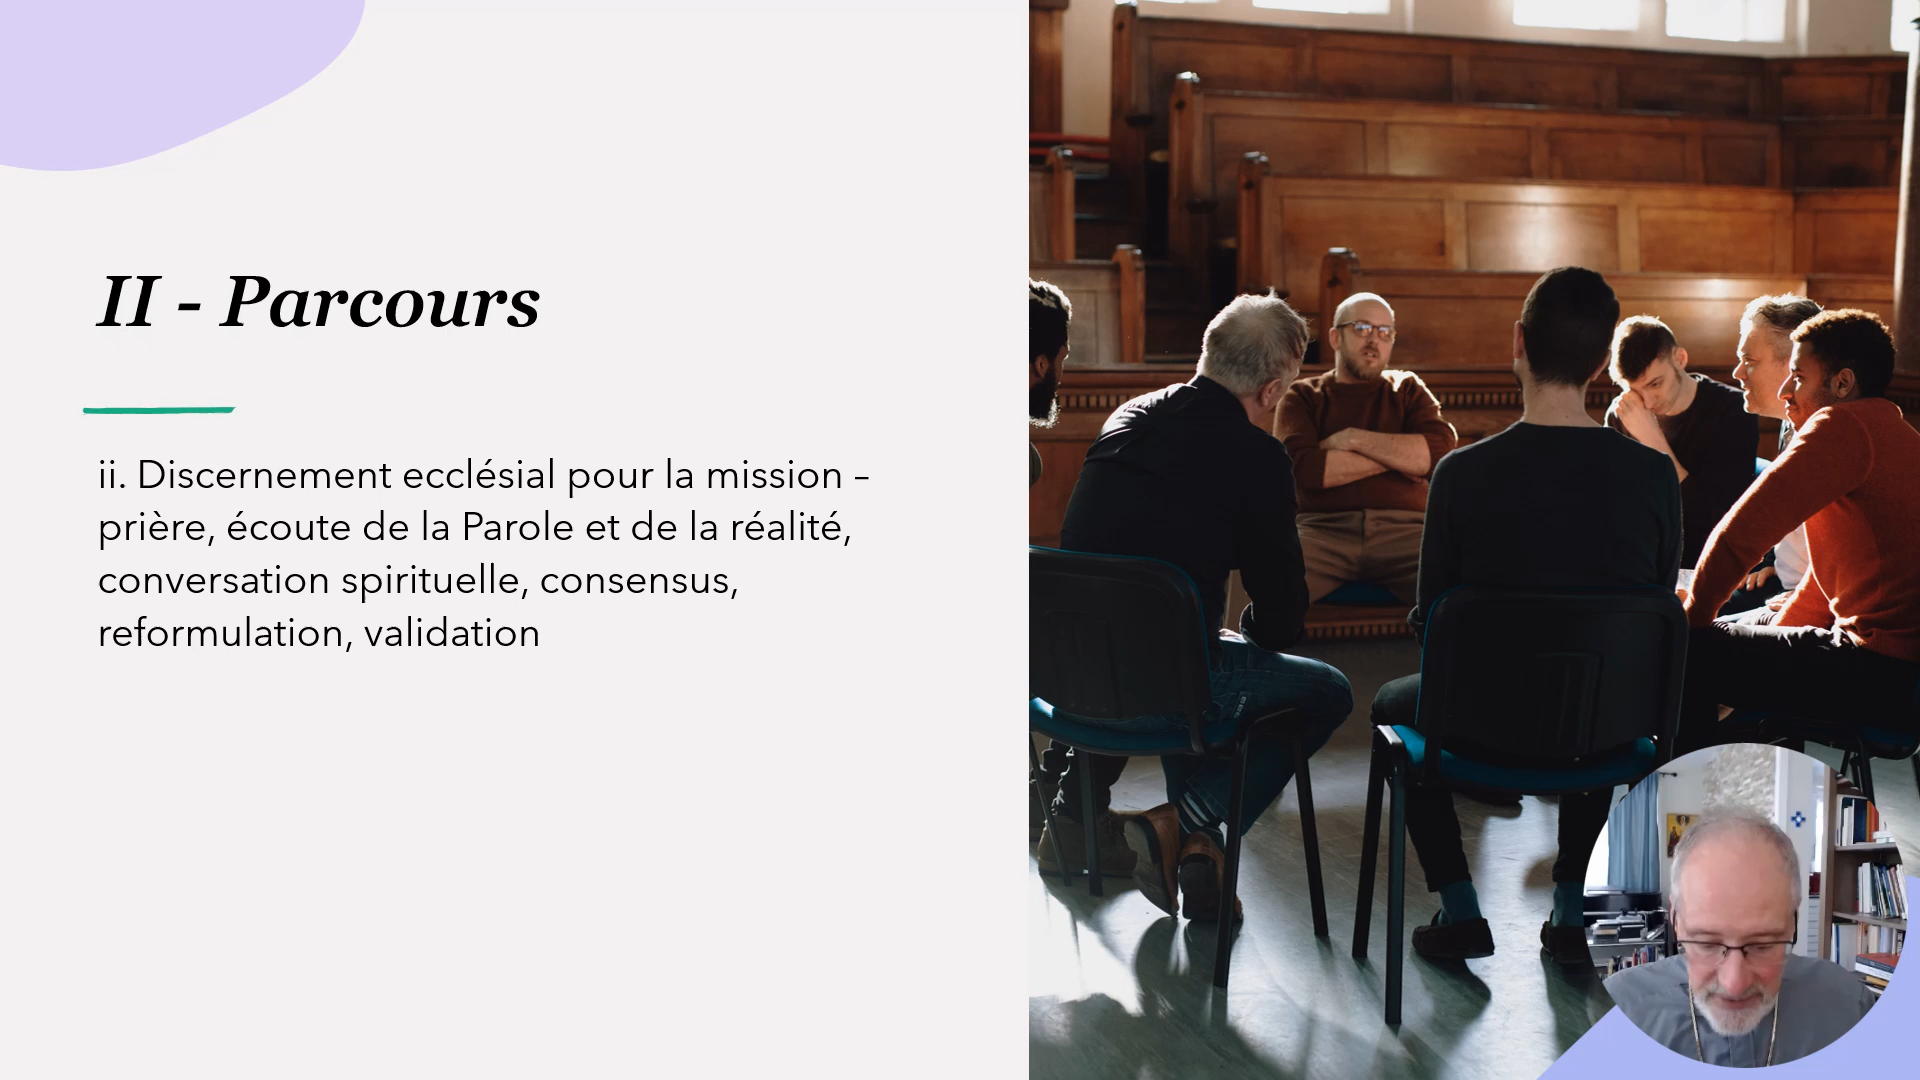 II - Parcours
ii. Discernement ecclésial pour la mission –
prière, écoute de la Parole et de la réalité,
conversation spirituelle, consensus,
reformulation, validation